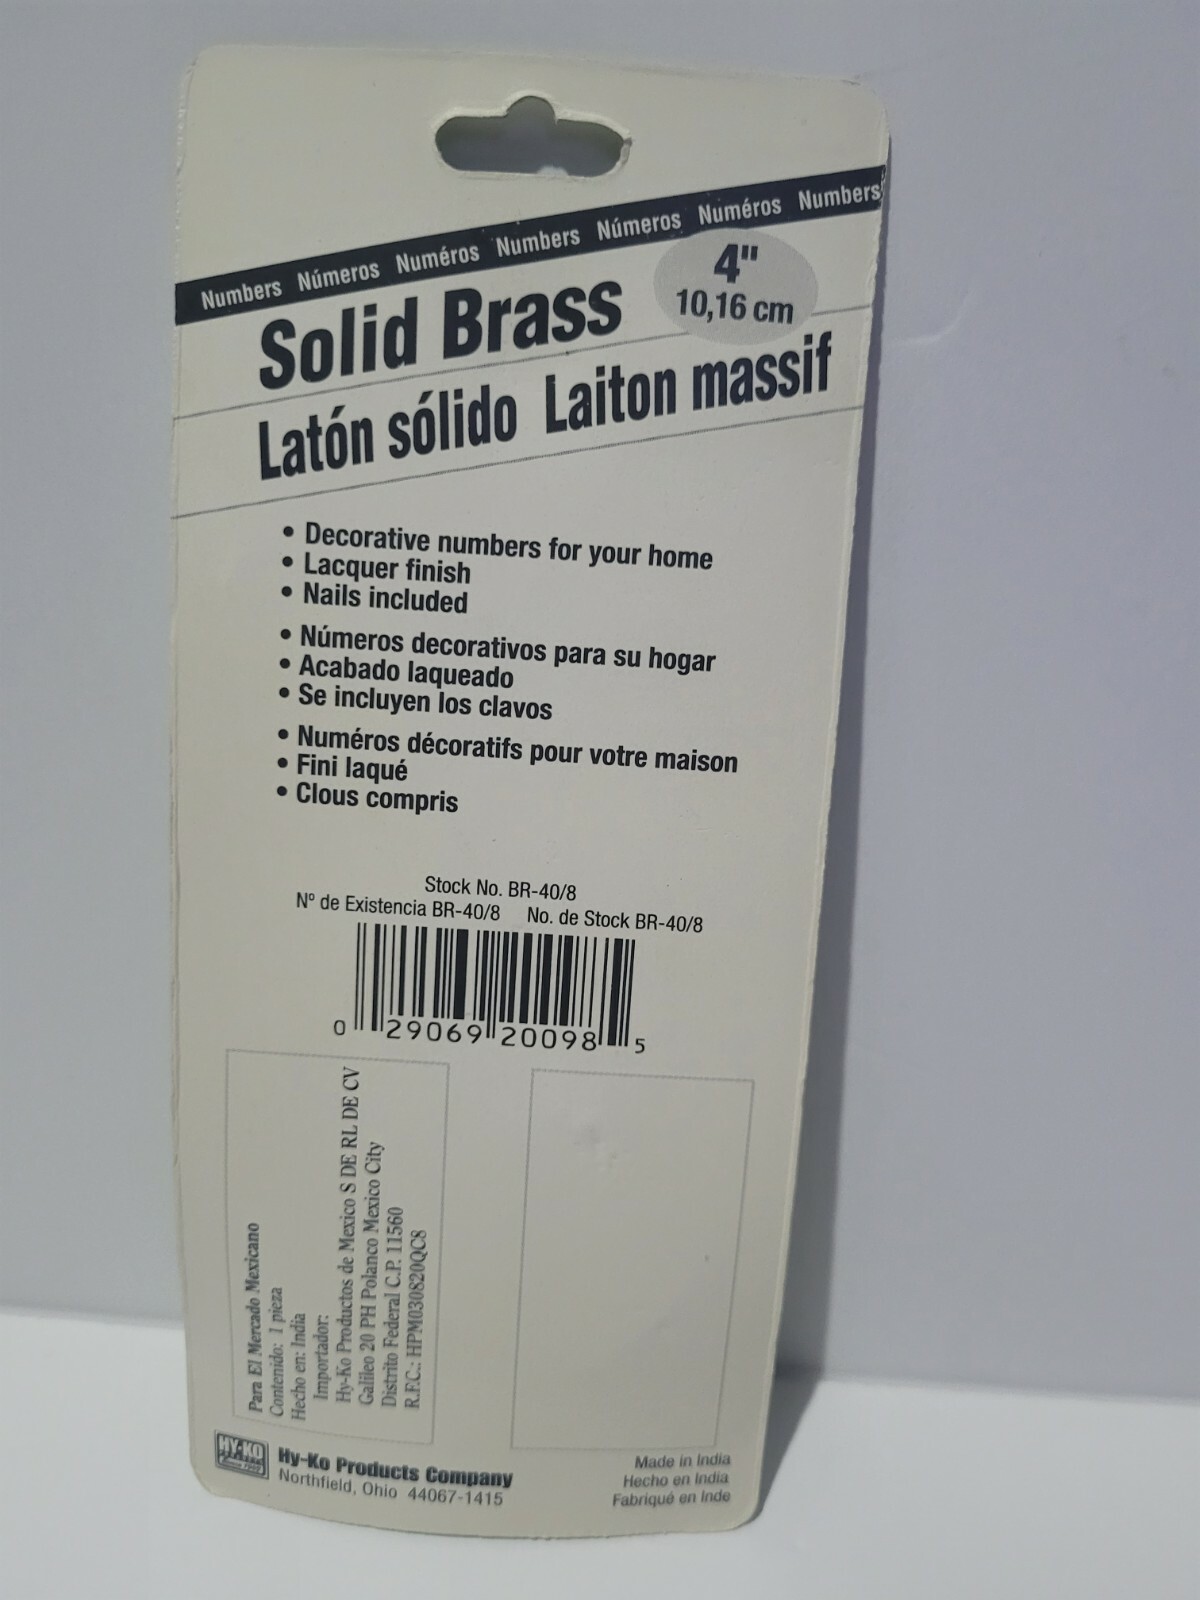 Numbers Números Numéros Numbers Números Numéros Numbers
4"
10,16 cm
Solid Brass
Latón sólido Laiton massif
• Decorative numbers for your home
• Lacquer finish
• Nails included
• Números decorativos para su hogar
• Acabado laqueado
• Se incluyen los clavos
• Numéros décoratifs pour votre maison
• Fini laqué
• Clous compris
Stock No. BR-40/8
Nº de Existencia BR-40/8 No. de Stock BR-40/8
0 29069 20098 5
Para El Mercado Mexicano
Contenido: 1 pieza
Hecho en: India
Importador:
Hy-Ko Productos de Mexico S DE RL DE CV
Galileo 20 PH Polanco Mexico City
Distrito Federal C.P. 11560
R.F.C.: HPM030820QC8
HY-KO
Hy-Ko Products Company
Northfield, Ohio 44067-1415
Made in India
Hecho en India
Fabriqué en Inde